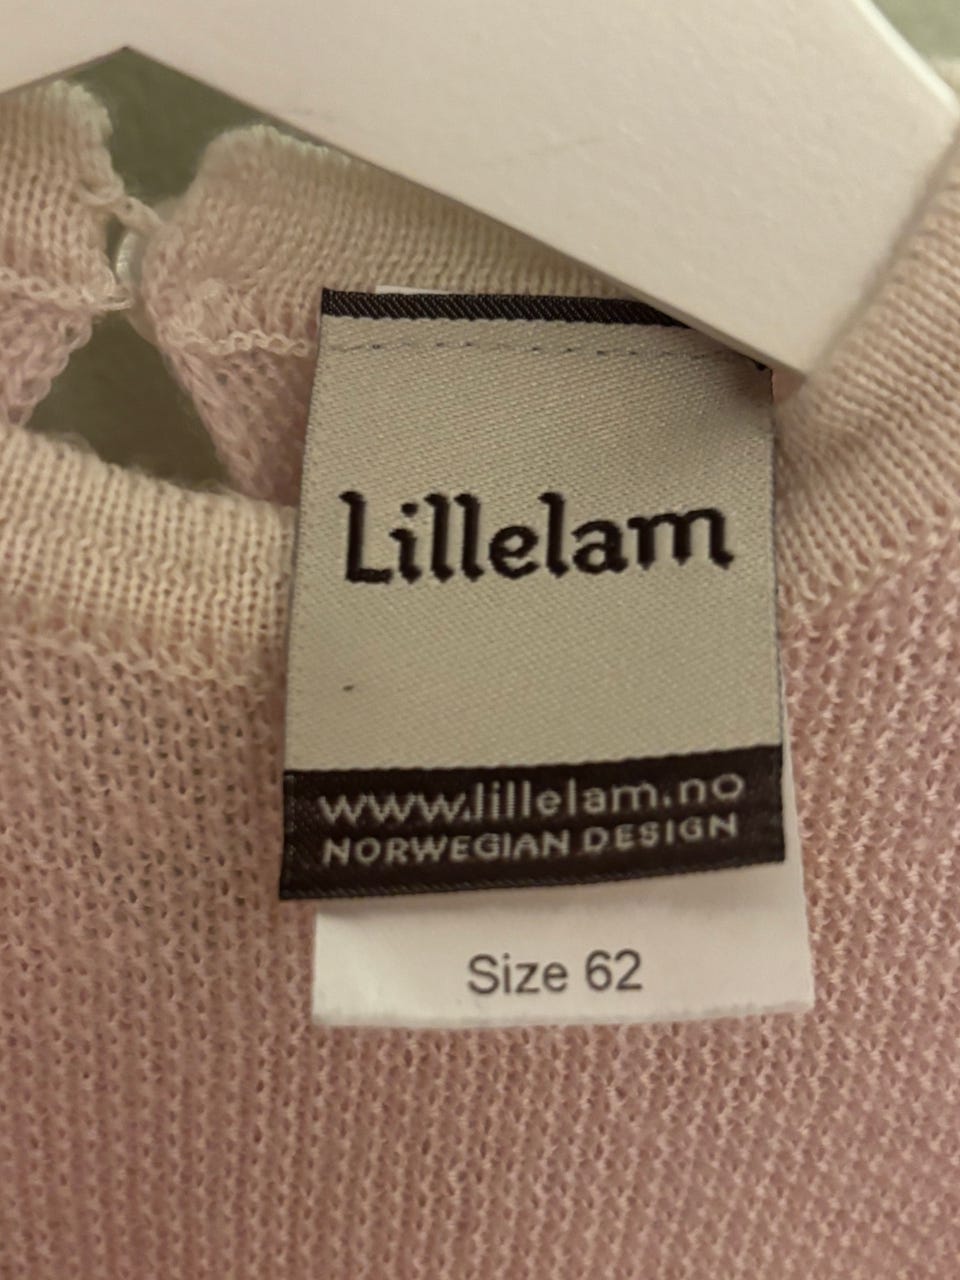 Lillelam
www.lillelam.no
NORWEGIAN DESIGN
Size 62